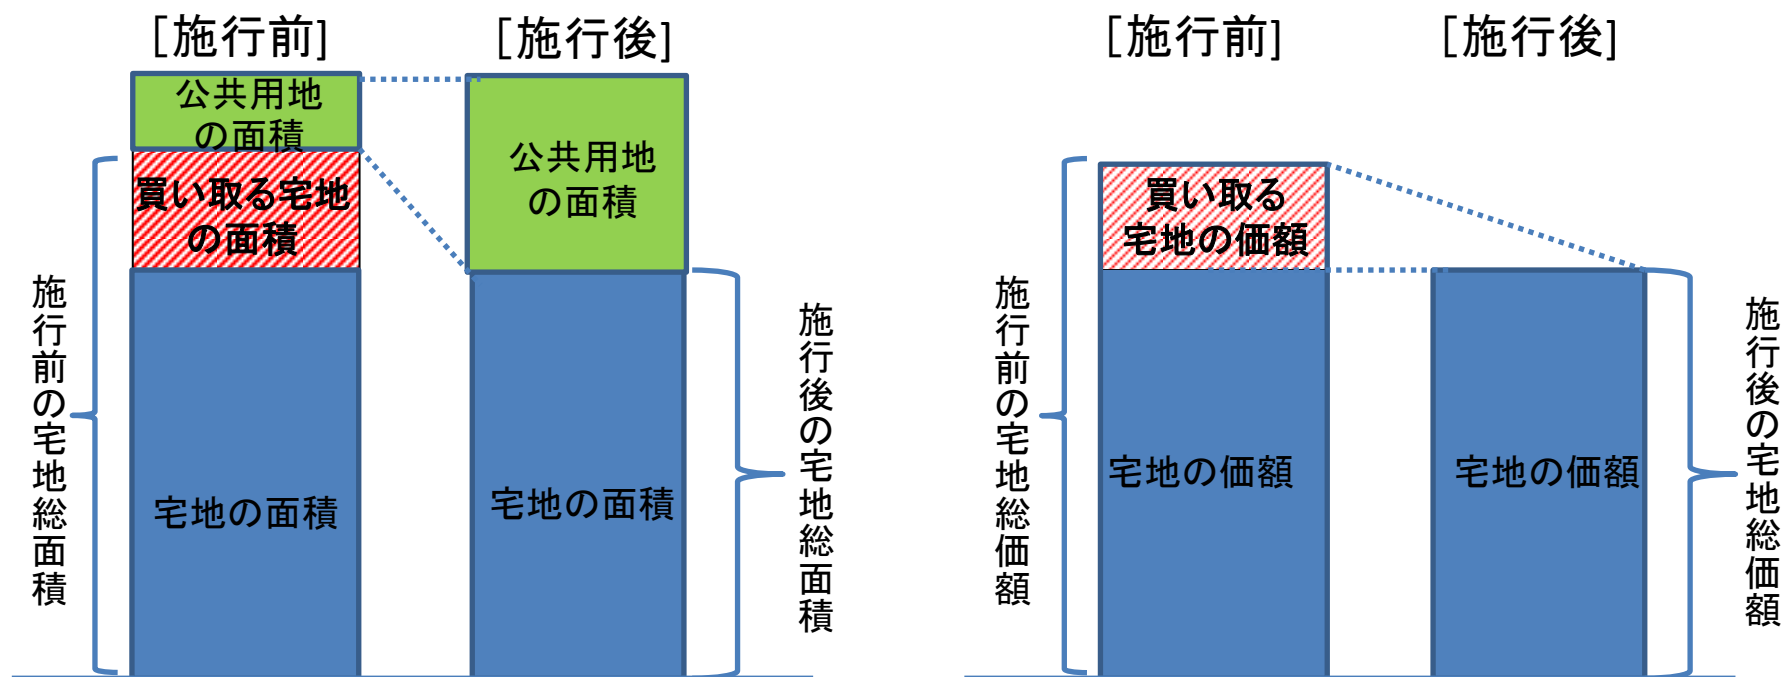 [施行前]
[施行後]
公共用地
の面積
買い取る宅地
の面積
宅地の面積
施行前の宅地総面積
公共用地
の面積
宅地の面積
施行後の宅地総面積
[施行前]
[施行後]
買い取る
宅地の価額
宅地の価額
施行前の宅地総価額
宅地の価額
施行後の宅地総価額